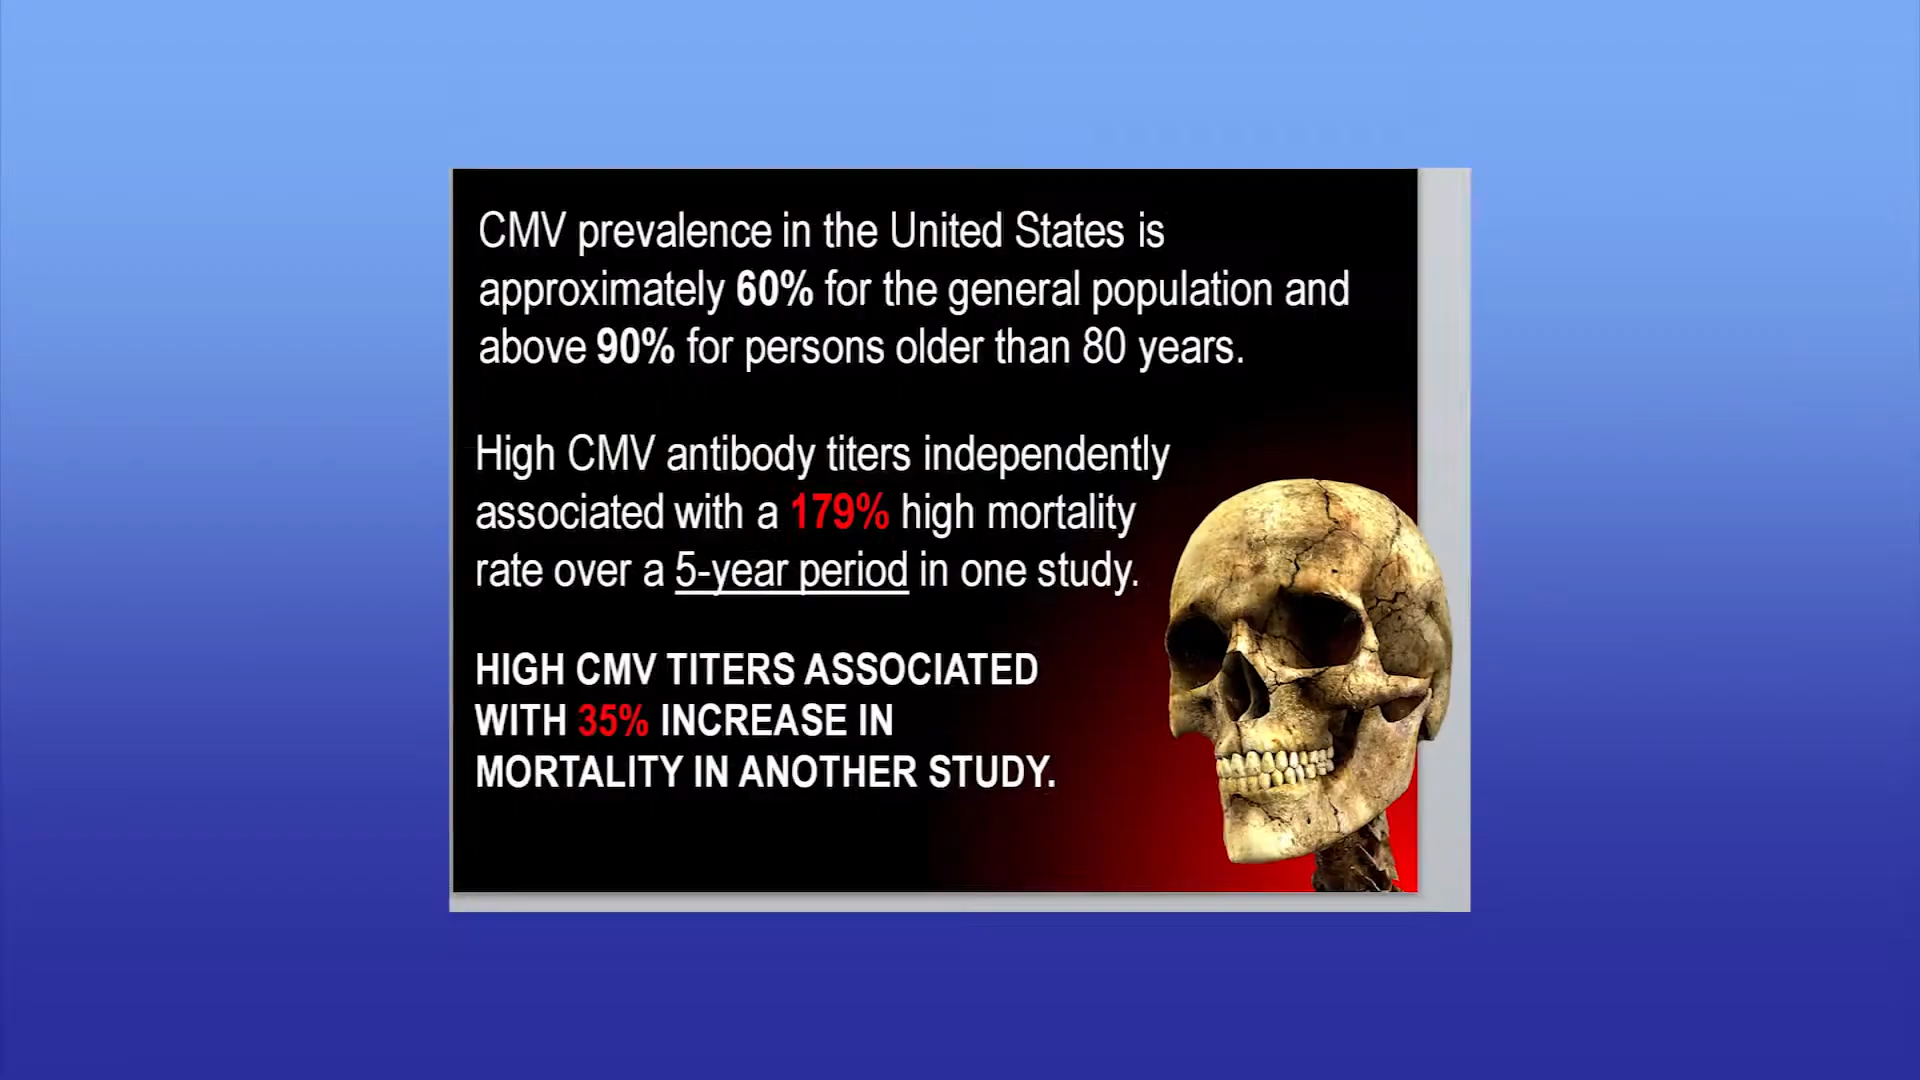 CMV prevalence in the United States is
approximately 60% for the general population and
above 90% for persons older than 80 years.
High CMV antibody titers independently
associated with a 179% high mortality
rate over a 5-year period in one study.
HIGH CMV TITERS ASSOCIATED
WITH 35% INCREASE IN
MORTALITY IN ANOTHER STUDY.